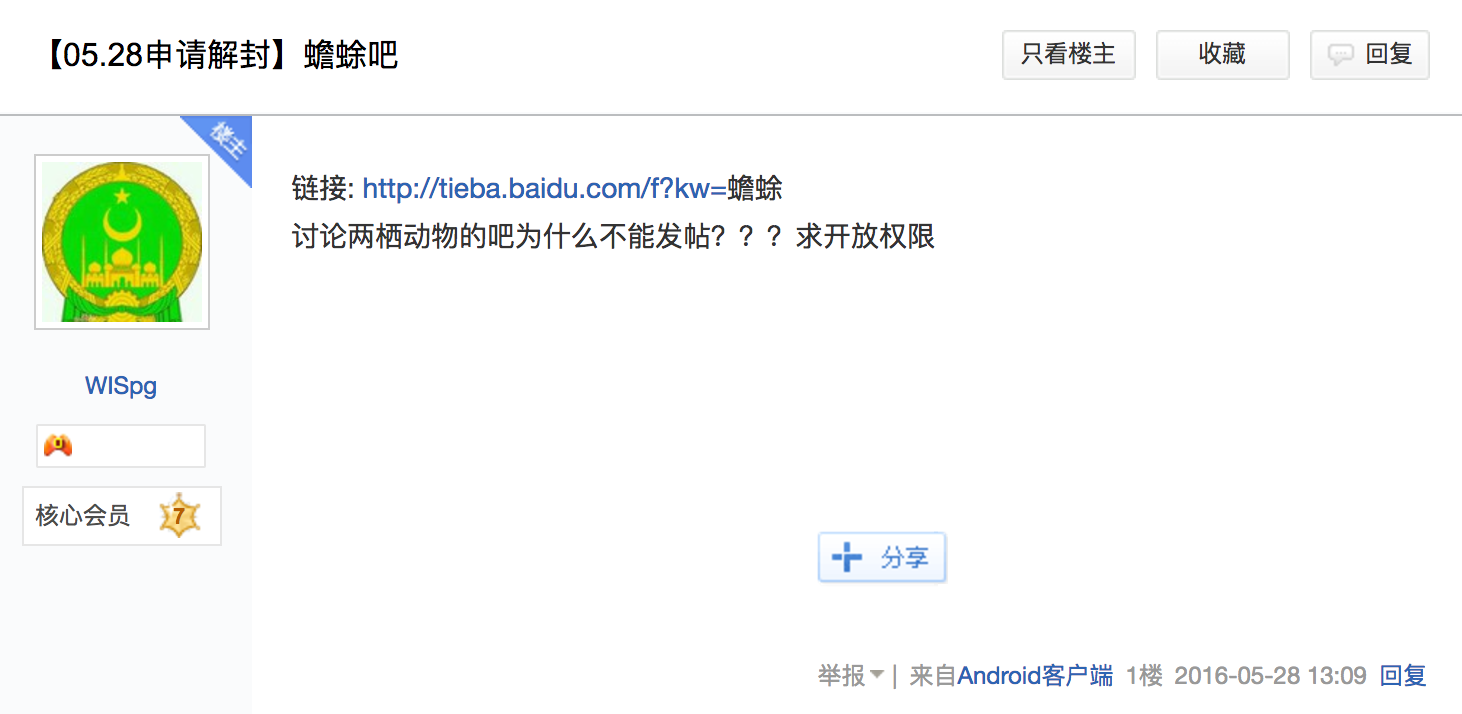 【05.28申请解封】蟾蜍吧
只看楼主
收藏
回复
楼主
链接: http://tieba.baidu.com/f?kw=蟾蜍
讨论两栖动物的吧为什么不能发帖？？？求开放权限
WISpg
核心会员 7
分享
举报 | 来自Android客户端 1楼 2016-05-28 13:09 回复